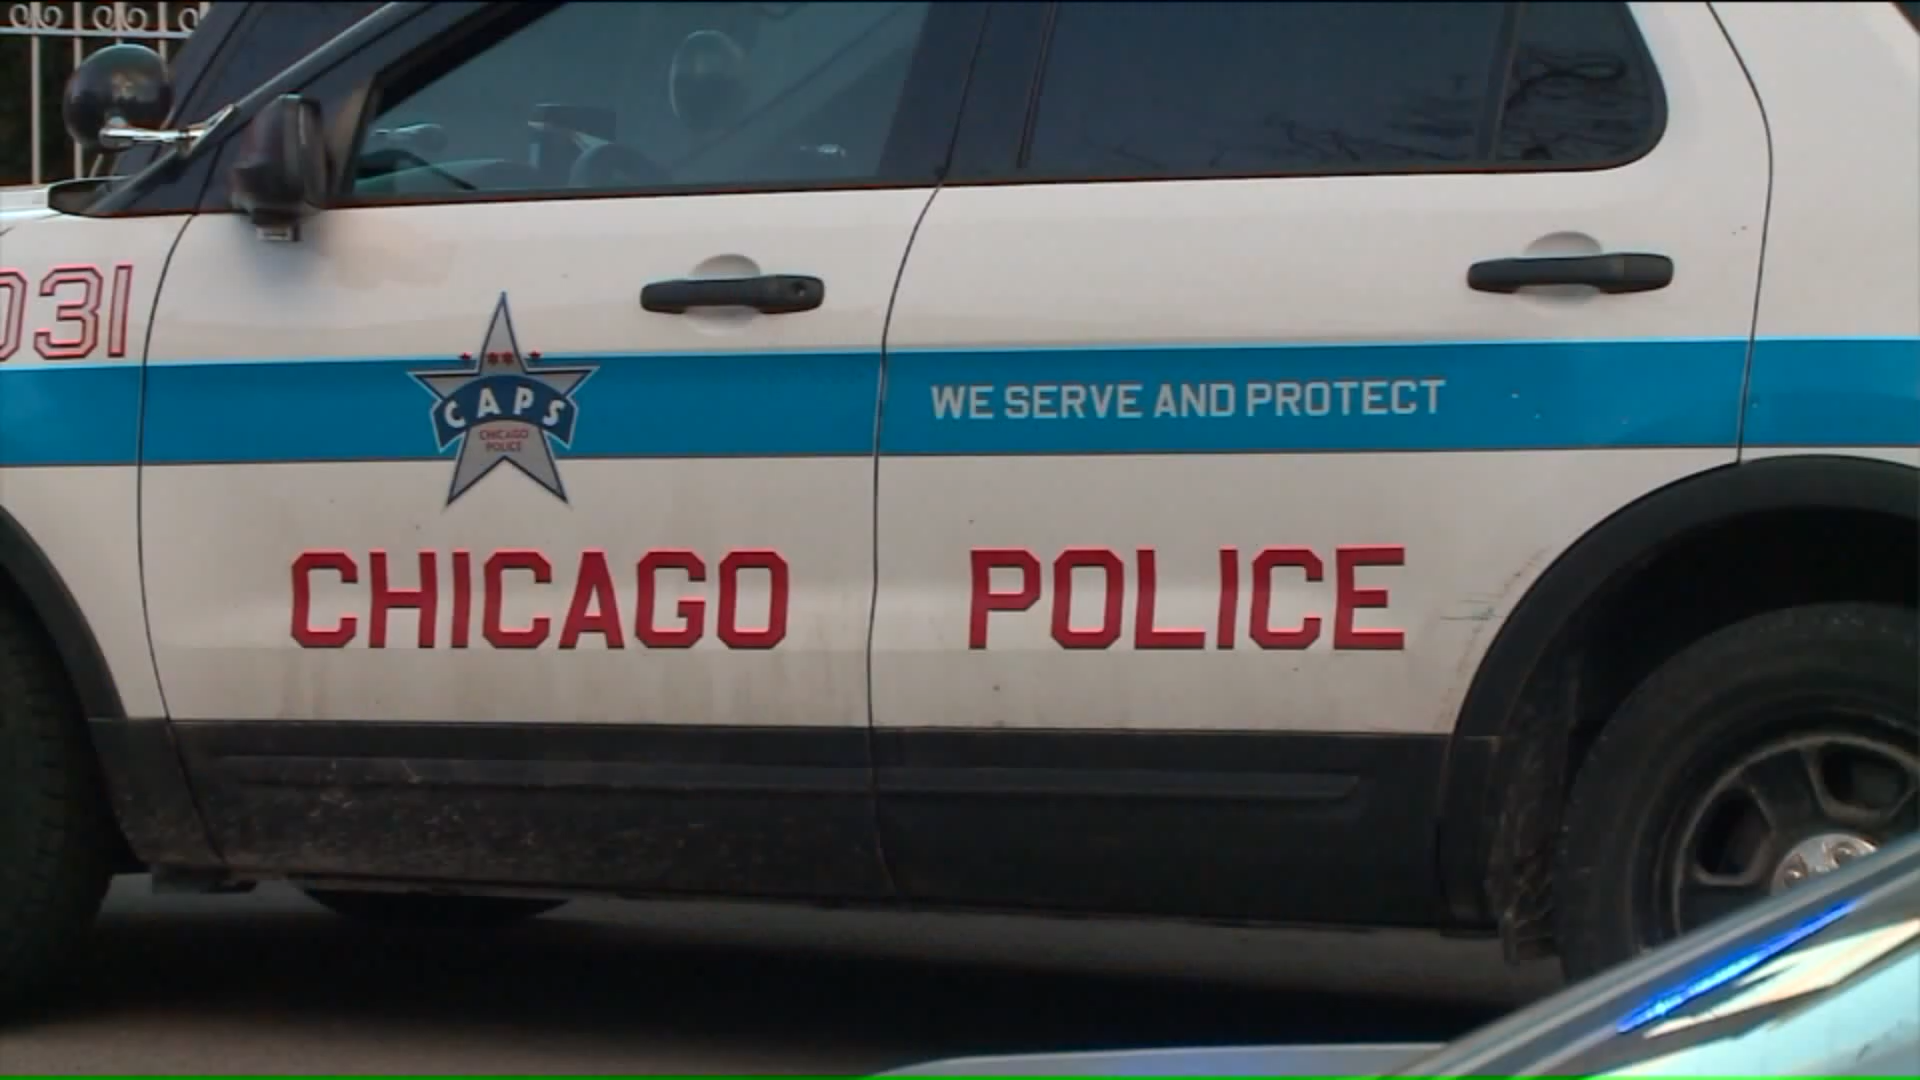 031
CAPS
CHICAGO
POLICE
WE SERVE AND PROTECT
CHICAGO POLICE